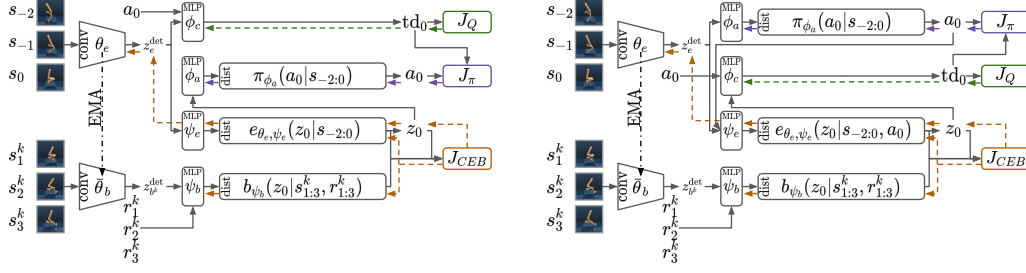 s_{-2}
a_0
MLP
ϕ_c
td_0
J_Q
s_{-1}
conv
θ_e
z_e^{det}
s_0
MLP
ϕ_a
dist
π_{ϕ_a}(a_0|s_{-2:0})
a_0
J_π
EMA
MLP
ψ_e
dist
e_{θ_e,ψ_e}(z_0|s_{-2:0})
z_0
s_1^k
J_{CEB}
s_2^k
conv
θ̄_b
z_{b^k}^{det}
MLP
ψ_b
dist
b_{ψ_b}(z_0|s_{1:3}^k, r_{1:3}^k)
s_3^k
r_1^k
r_2^k
r_3^k
s_{-2}
MLP
ϕ_a
dist
π_{ϕ_a}(a_0|s_{-2:0})
a_0
J_π
s_{-1}
conv
θ_e
z_e^{det}
s_0
a_0
MLP
ϕ_c
td_0
J_Q
EMA
MLP
ψ_e
dist
e_{θ_e,ψ_e}(z_0|s_{-2:0}, a_0)
z_0
s_1^k
J_{CEB}
s_2^k
conv
θ̄_b
z_{b^k}^{det}
MLP
ψ_b
dist
b_{ψ_b}(z_0|s_{1:3}^k, r_{1:3}^k)
s_3^k
r_1^k
r_2^k
r_3^k